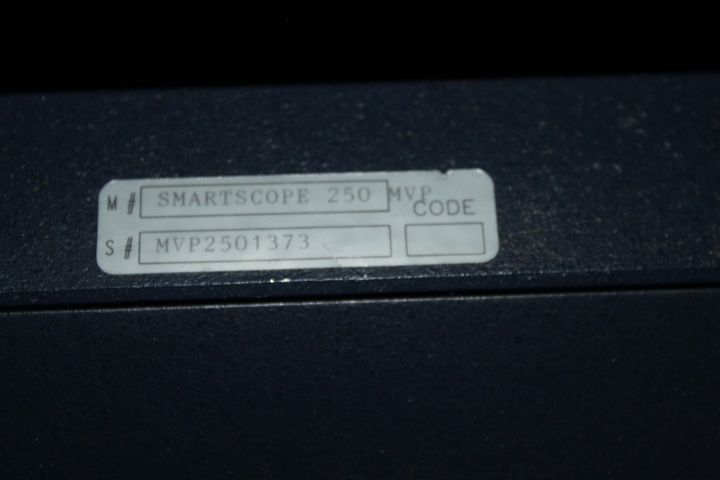 M # SMARTSCOPE 250 MVP
CODE
S # MVP2501373